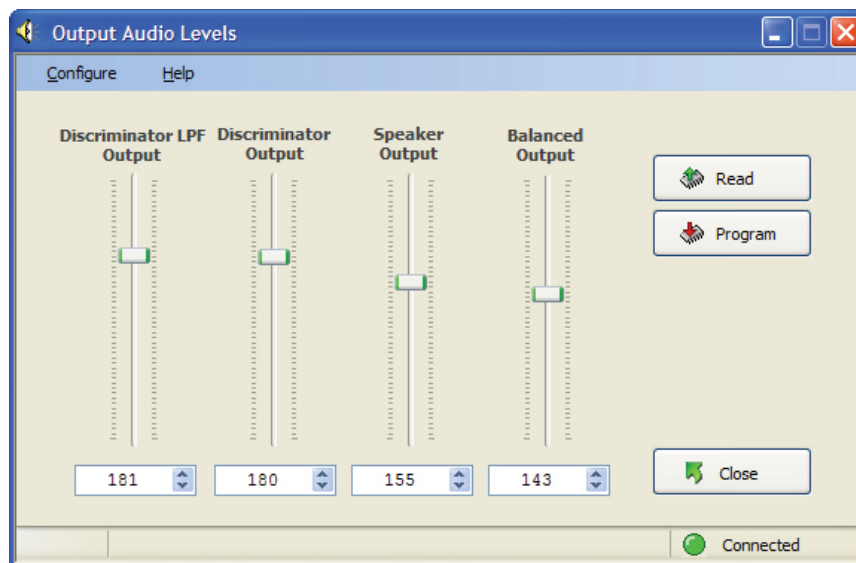 Output Audio Levels
Configure Help
Discriminator LPF Output
Discriminator Output
Speaker Output
Balanced Output
181
180
155
143
Read
Program
Close
Connected